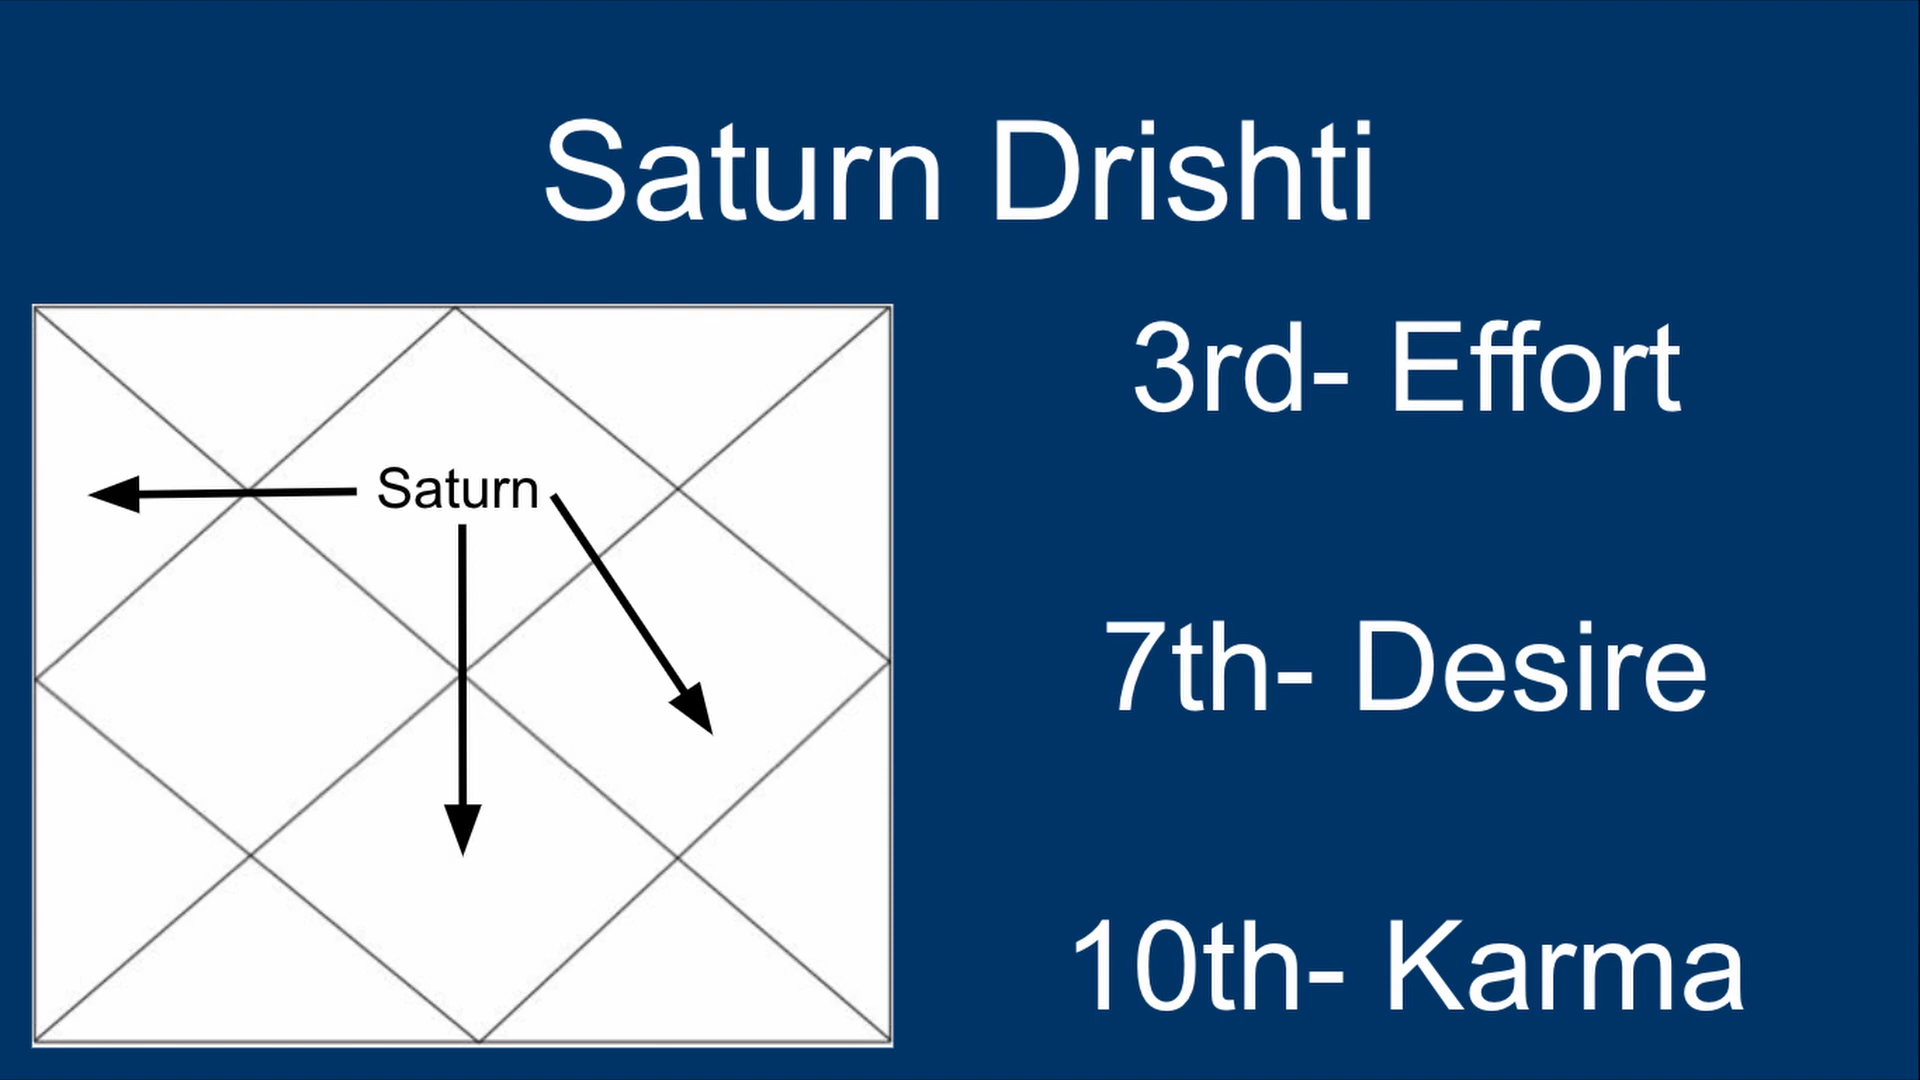 Saturn Drishti
Saturn
3rd- Effort
7th- Desire
10th- Karma